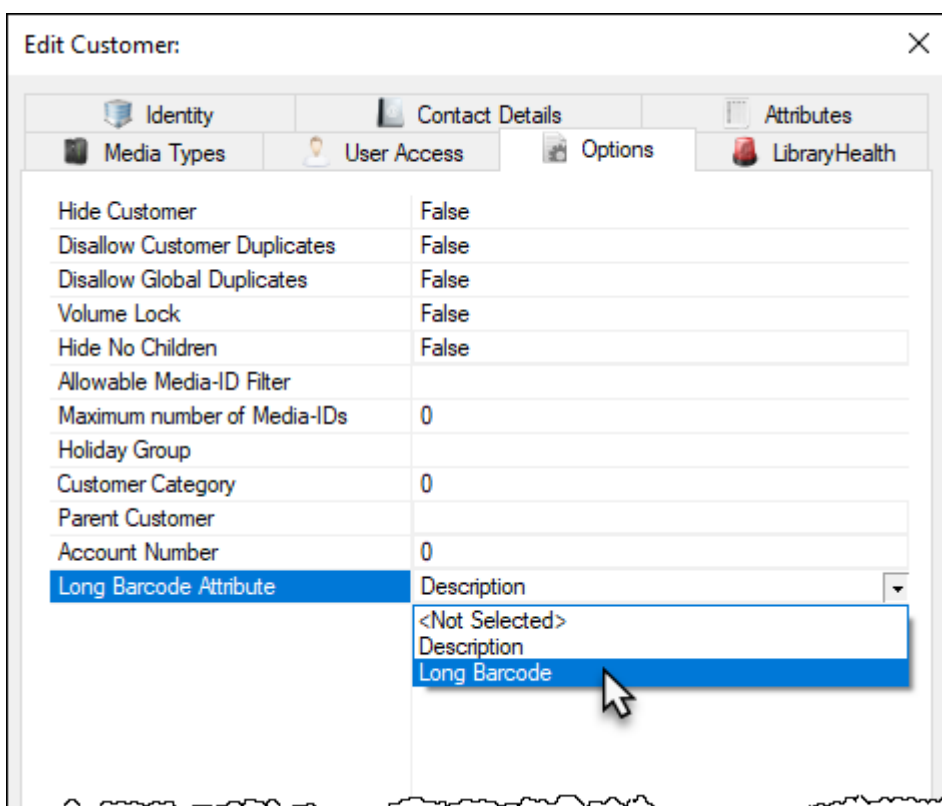 Edit Customer:
Identity Contact Details Attributes
Media Types User Access Options LibraryHealth
Hide Customer False
Disallow Customer Duplicates False
Disallow Global Duplicates False
Volume Lock False
Hide No Children False
Allowable Media-ID Filter
Maximum number of Media-IDs 0
Holiday Group
Customer Category 0
Parent Customer
Account Number 0
Long Barcode Attribute Description
<Not Selected>
Description
Long Barcode